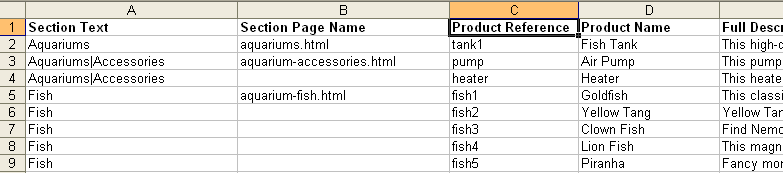 A B C D
1 Section Text Section Page Name Product Reference Product Name Full Descr
2 Aquariums aquariums.html tank1 Fish Tank This high-c
3 Aquariums|Accessories aquarium-accessories.html pump Air Pump This pump
4 Aquariums|Accessories heater Heater This heate
5 Fish aquarium-fish.html fish1 Goldfish This classi
6 Fish fish2 Yellow Tang Yellow Tar
7 Fish fish3 Clown Fish Find Nemo
8 Fish fish4 Lion Fish This magn
9 Fish fish5 Piranha Fancy mor